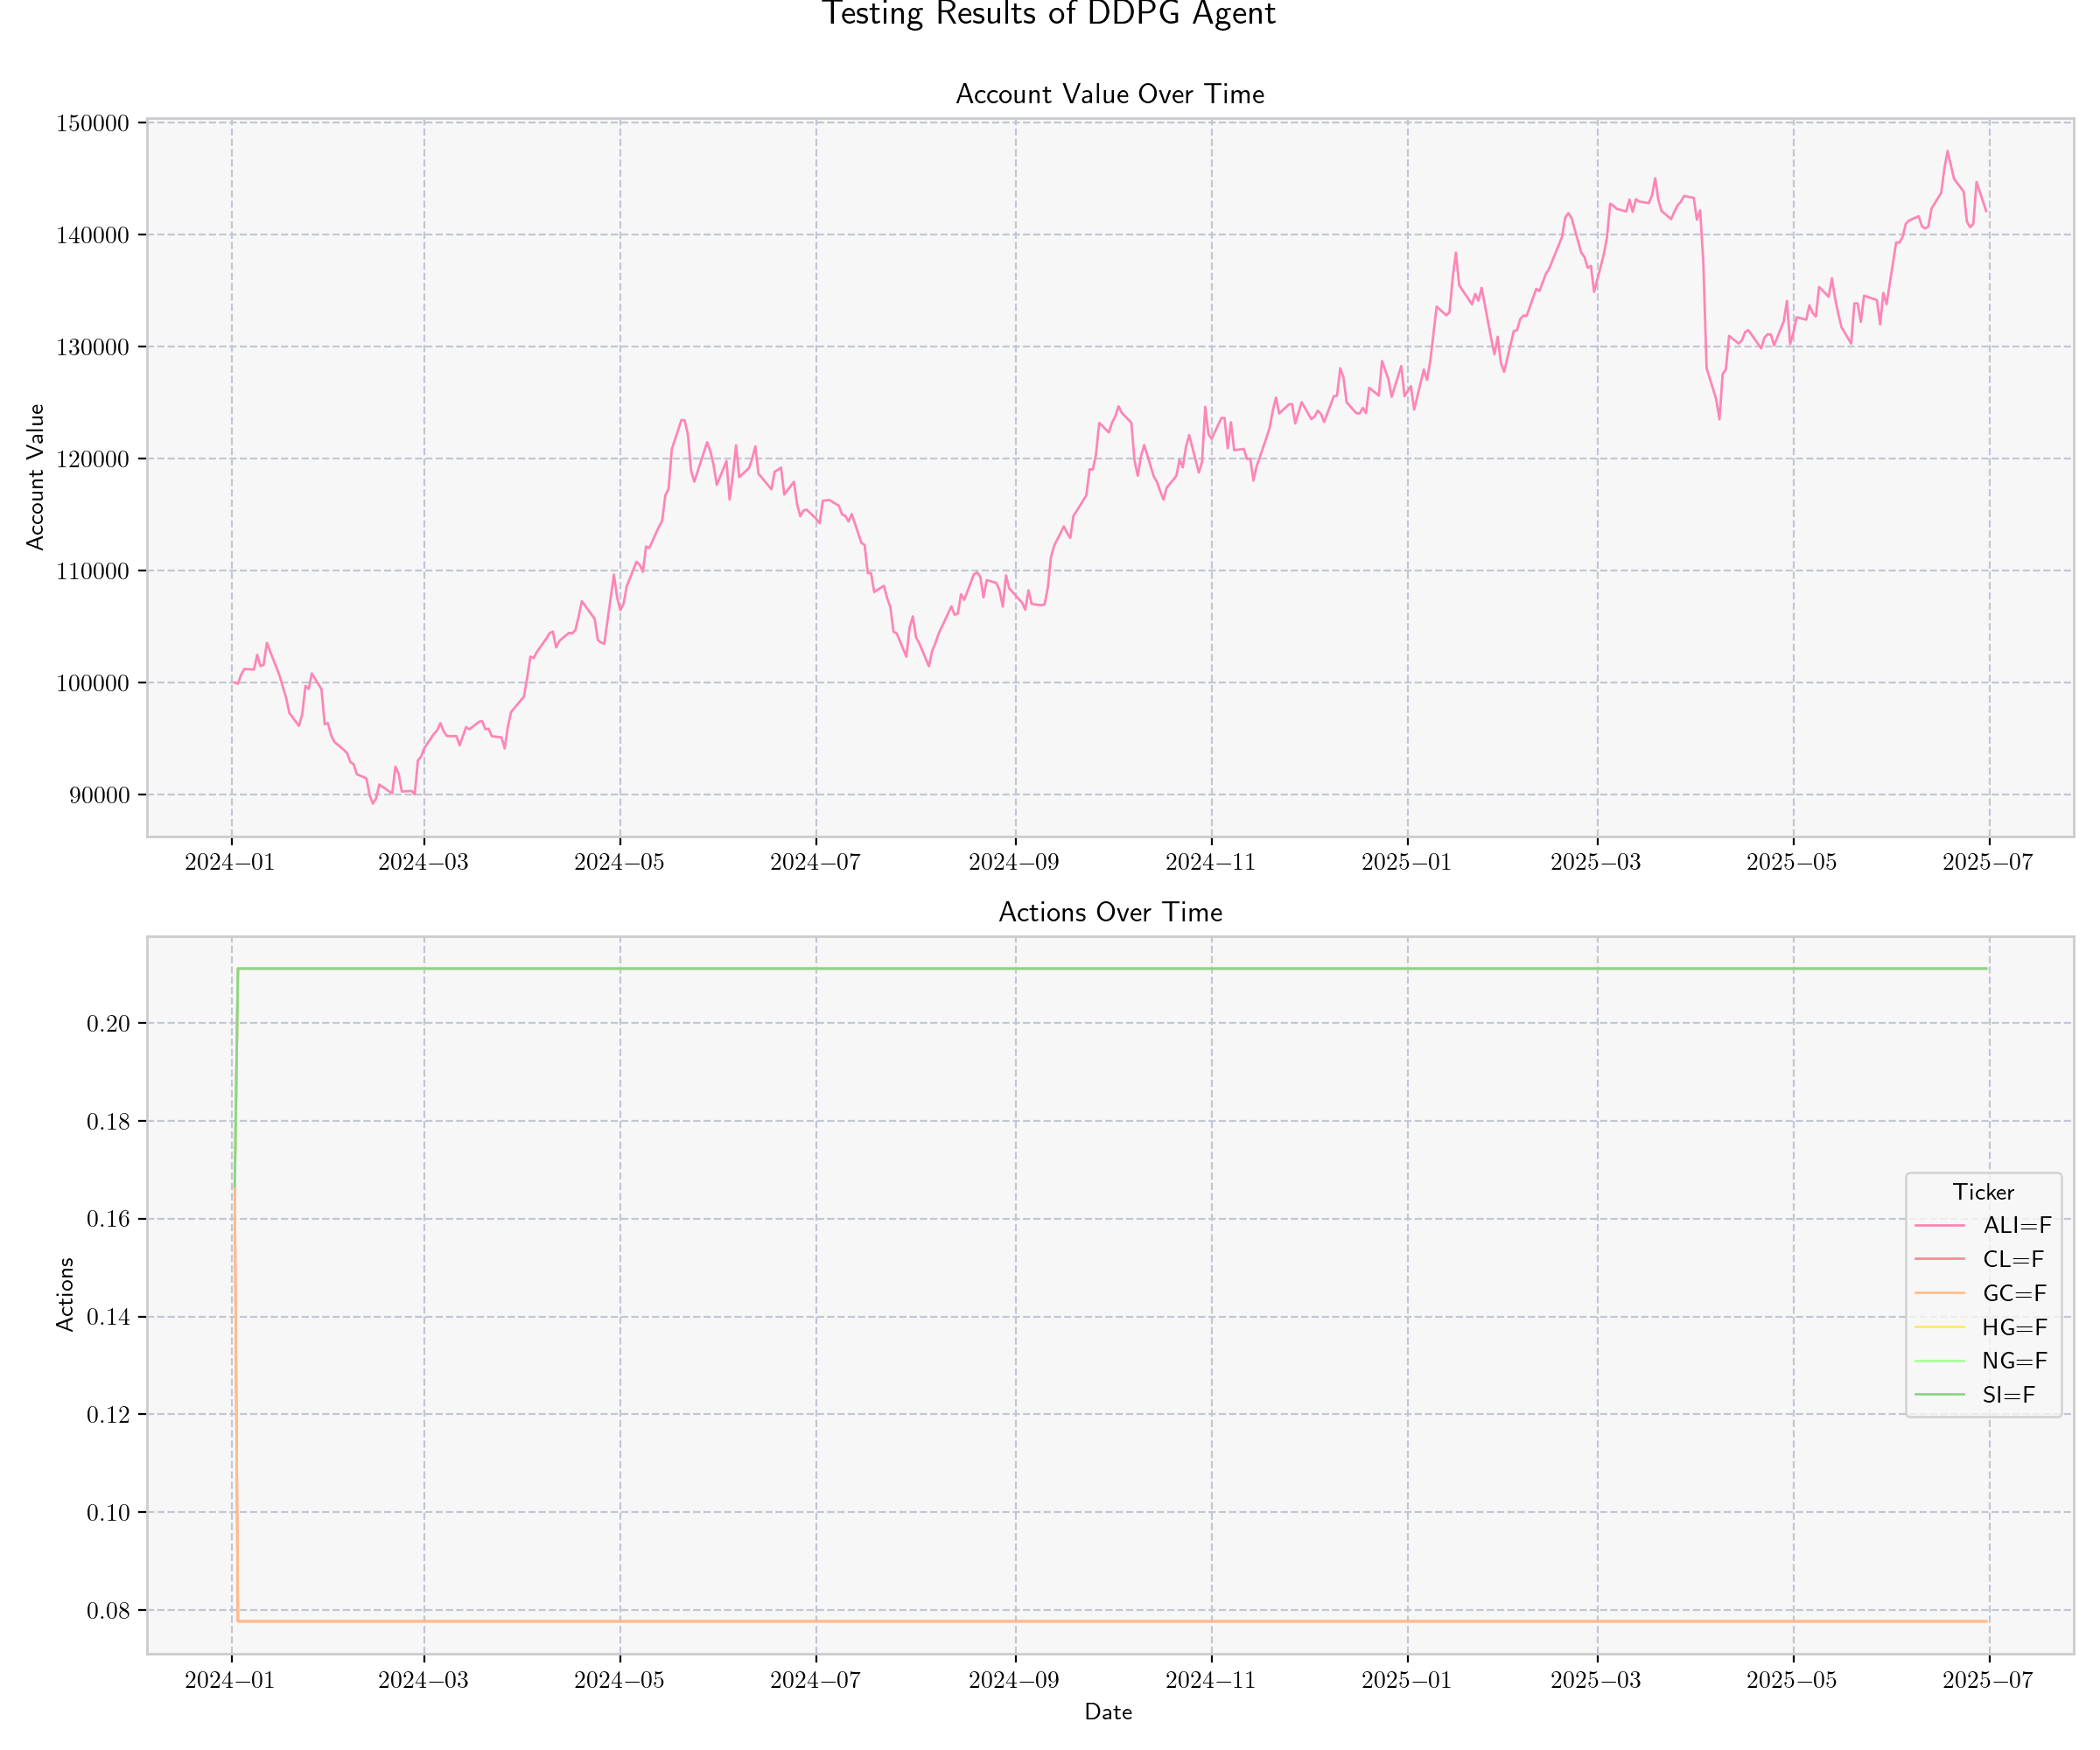 Testing Results of DDPG Agent
Account Value Over Time
Account Value
150000
140000
130000
120000
110000
100000
90000
2024−01 2024−03 2024−05 2024−07 2024−09 2024−11 2025−01 2025−03 2025−05 2025−07
Actions Over Time
Actions
0.20
0.18
0.16
0.14
0.12
0.10
0.08
Ticker
ALI=F
CL=F
GC=F
HG=F
NG=F
SI=F
2024−01 2024−03 2024−05 2024−07 2024−09 2024−11 2025−01 2025−03 2025−05 2025−07
Date